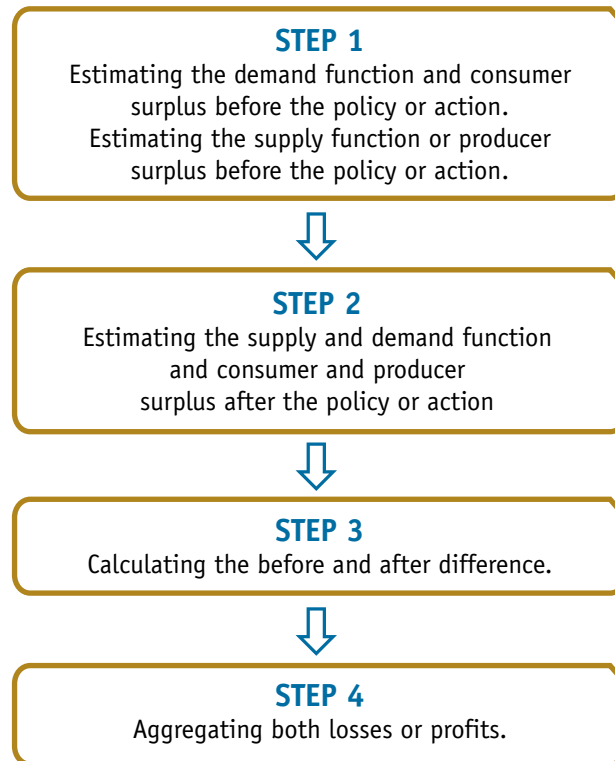 STEP 1
Estimating the demand function and consumer
surplus before the policy or action.
Estimating the supply function or producer
surplus before the policy or action.
STEP 2
Estimating the supply and demand function
and consumer and producer
surplus after the policy or action
STEP 3
Calculating the before and after difference.
STEP 4
Aggregating both losses or profits.